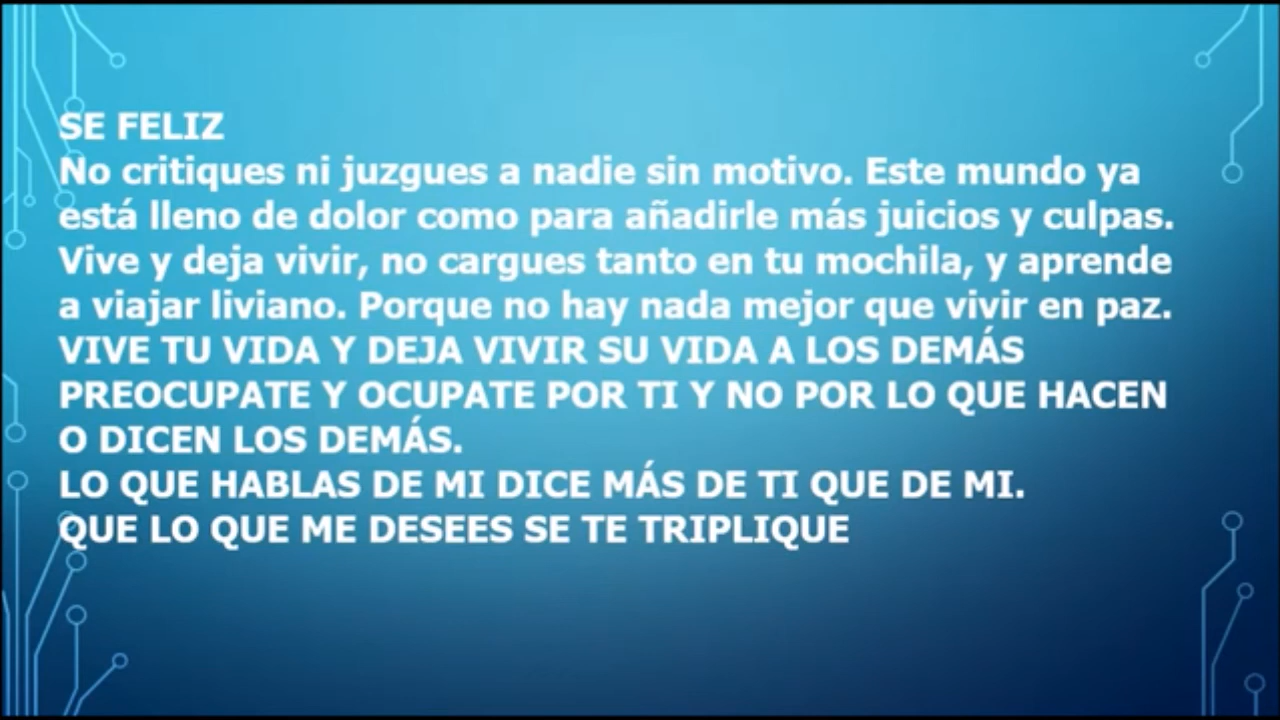 SE FELIZ
No critiques ni juzgues a nadie sin motivo. Este mundo ya
está lleno de dolor como para añadirle más juicios y culpas.
Vive y deja vivir, no cargues tanto en tu mochila, y aprende
a viajar liviano. Porque no hay nada mejor que vivir en paz.
VIVE TU VIDA Y DEJA VIVIR SU VIDA A LOS DEMÁS
PREOCUPATE Y OCUPATE POR TI Y NO POR LO QUE HACEN
O DICEN LOS DEMÁS.
LO QUE HABLAS DE MI DICE MÁS DE TI QUE DE MI.
QUE LO QUE ME DESEES SE TE TRIPLIQUE